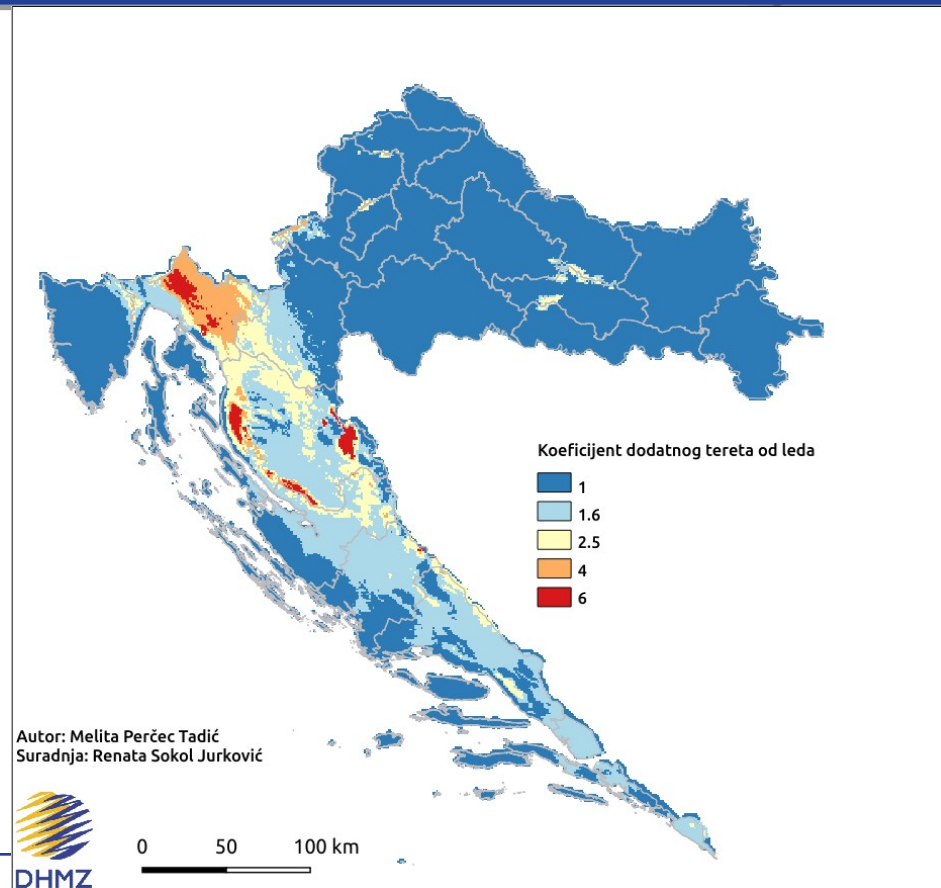 Koeficijent dodatnog tereta od leda
1
1.6
2.5
4
6
Autor: Melita Perčec Tadić
Suradnja: Renata Sokol Jurković
0 50 100 km
DHMZ